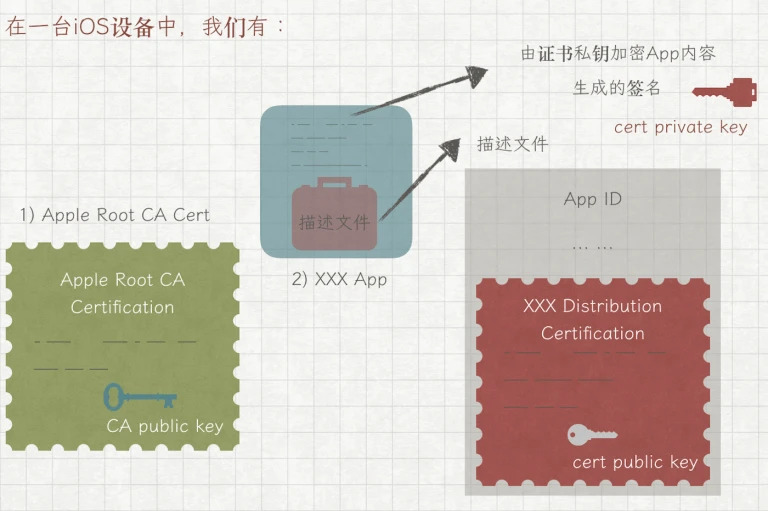 在一台iOS设备中，我们有：
由证书私钥加密App内容
生成的签名
cert private key
描述文件
App ID
... ...
描述文件
1) Apple Root CA Cert
2) XXX App
Apple Root CA
Certification
CA public key
XXX Distribution
Certification
cert public key